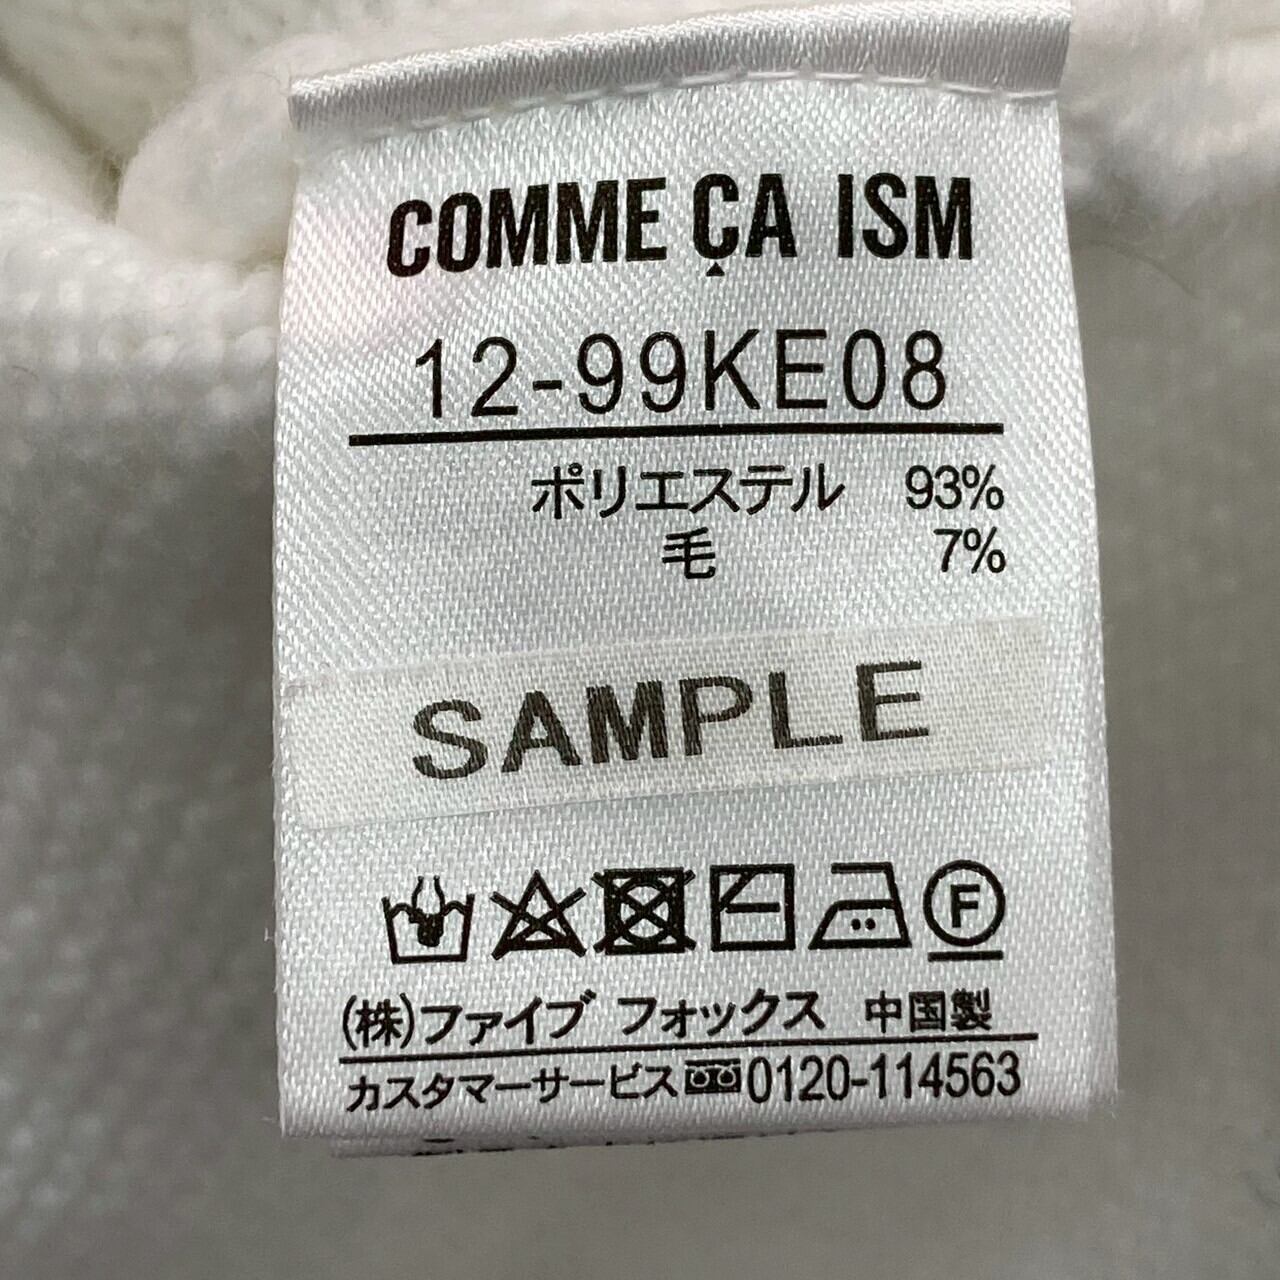 COMME ÇA ISM
12-99KE08
ポリエステル 93%
毛 7%
SAMPLE
F
(株)ファイブ フォックス 中国製
カスタマーサービス 0120-114563